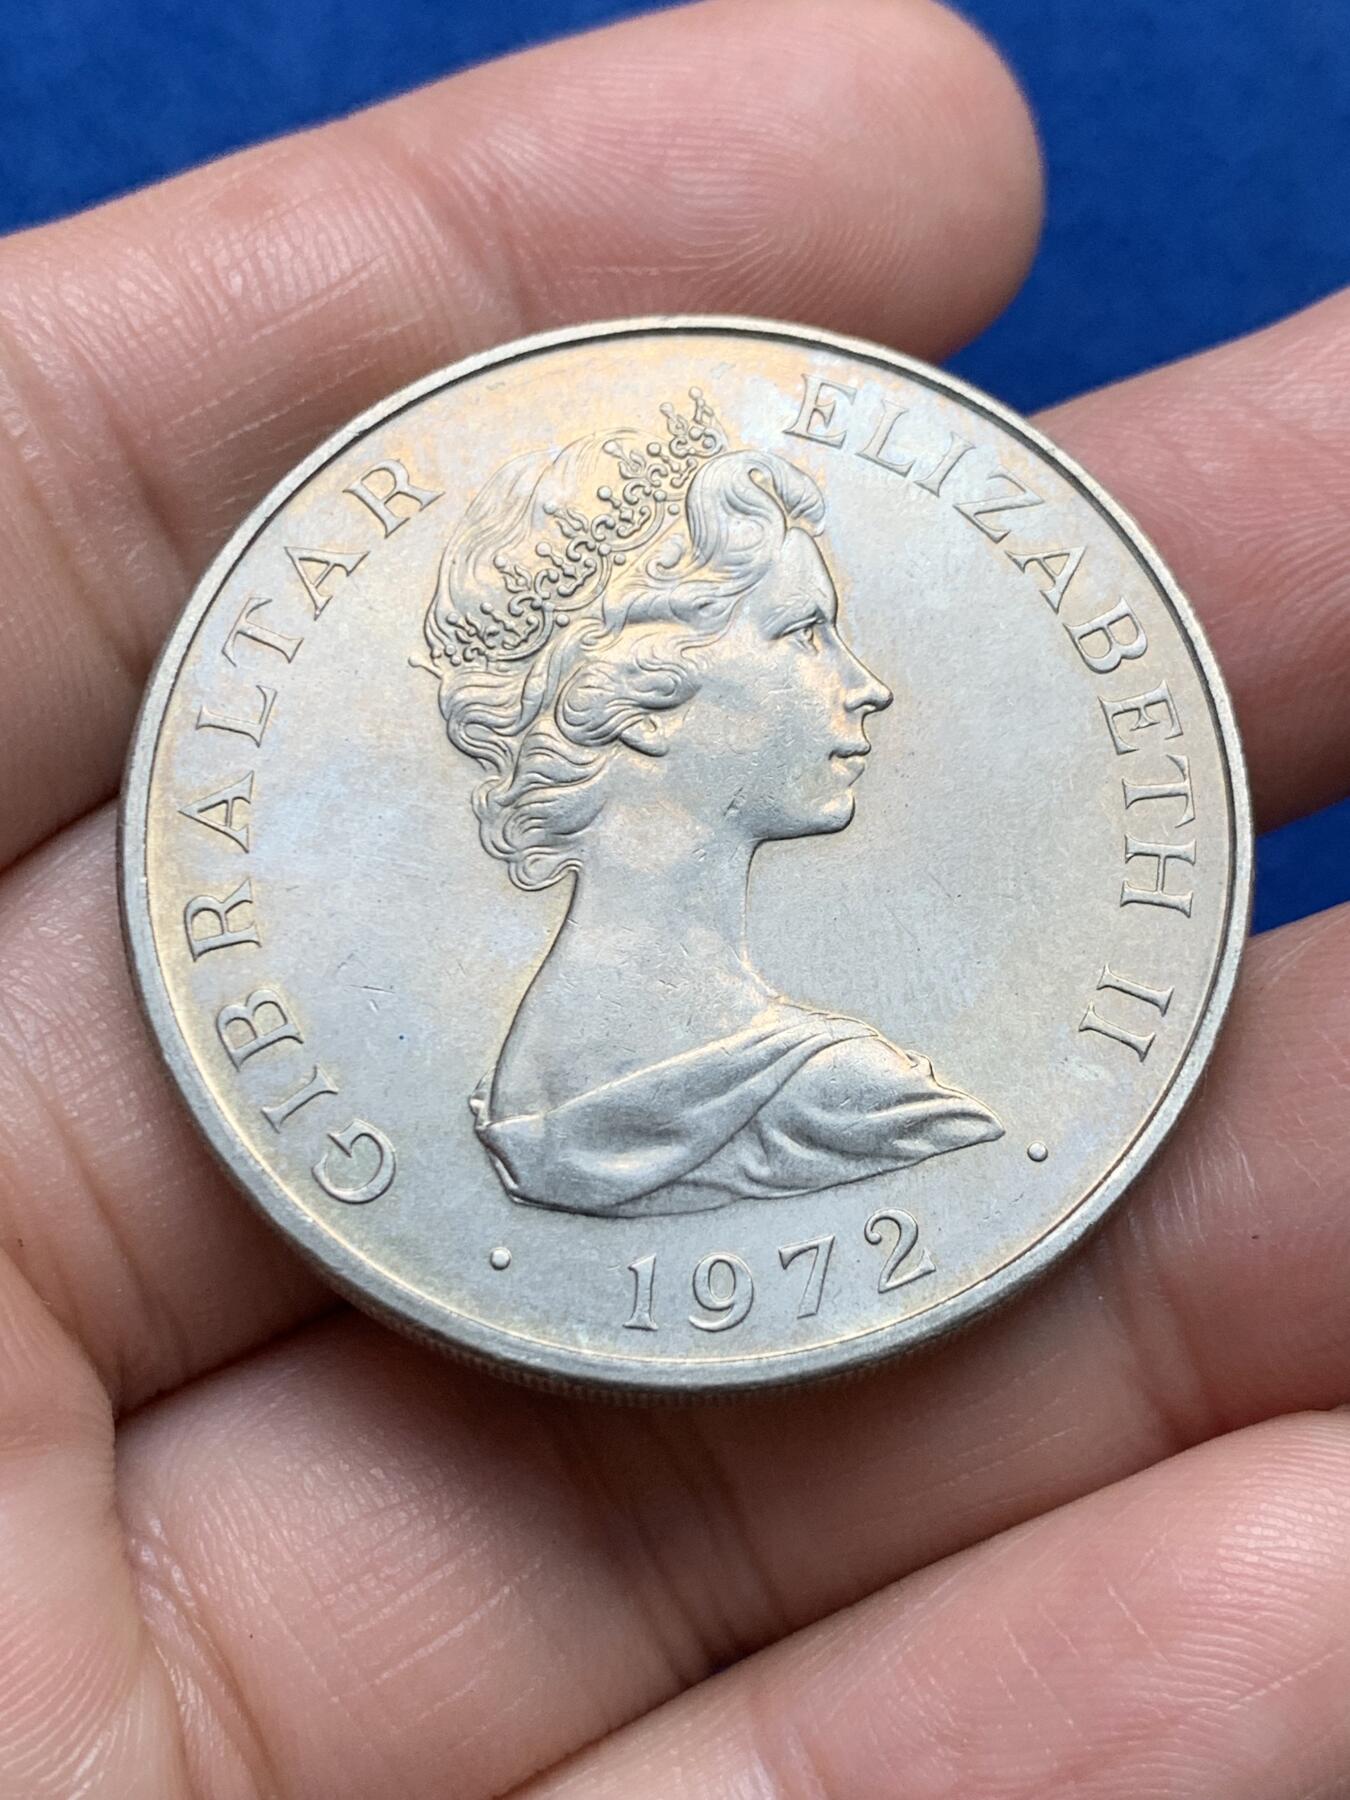 GIBRALTAR
ELIZABETH II
· 1972 ·